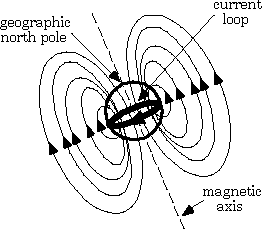 geographic
north pole
current
loop
magnetic
axis